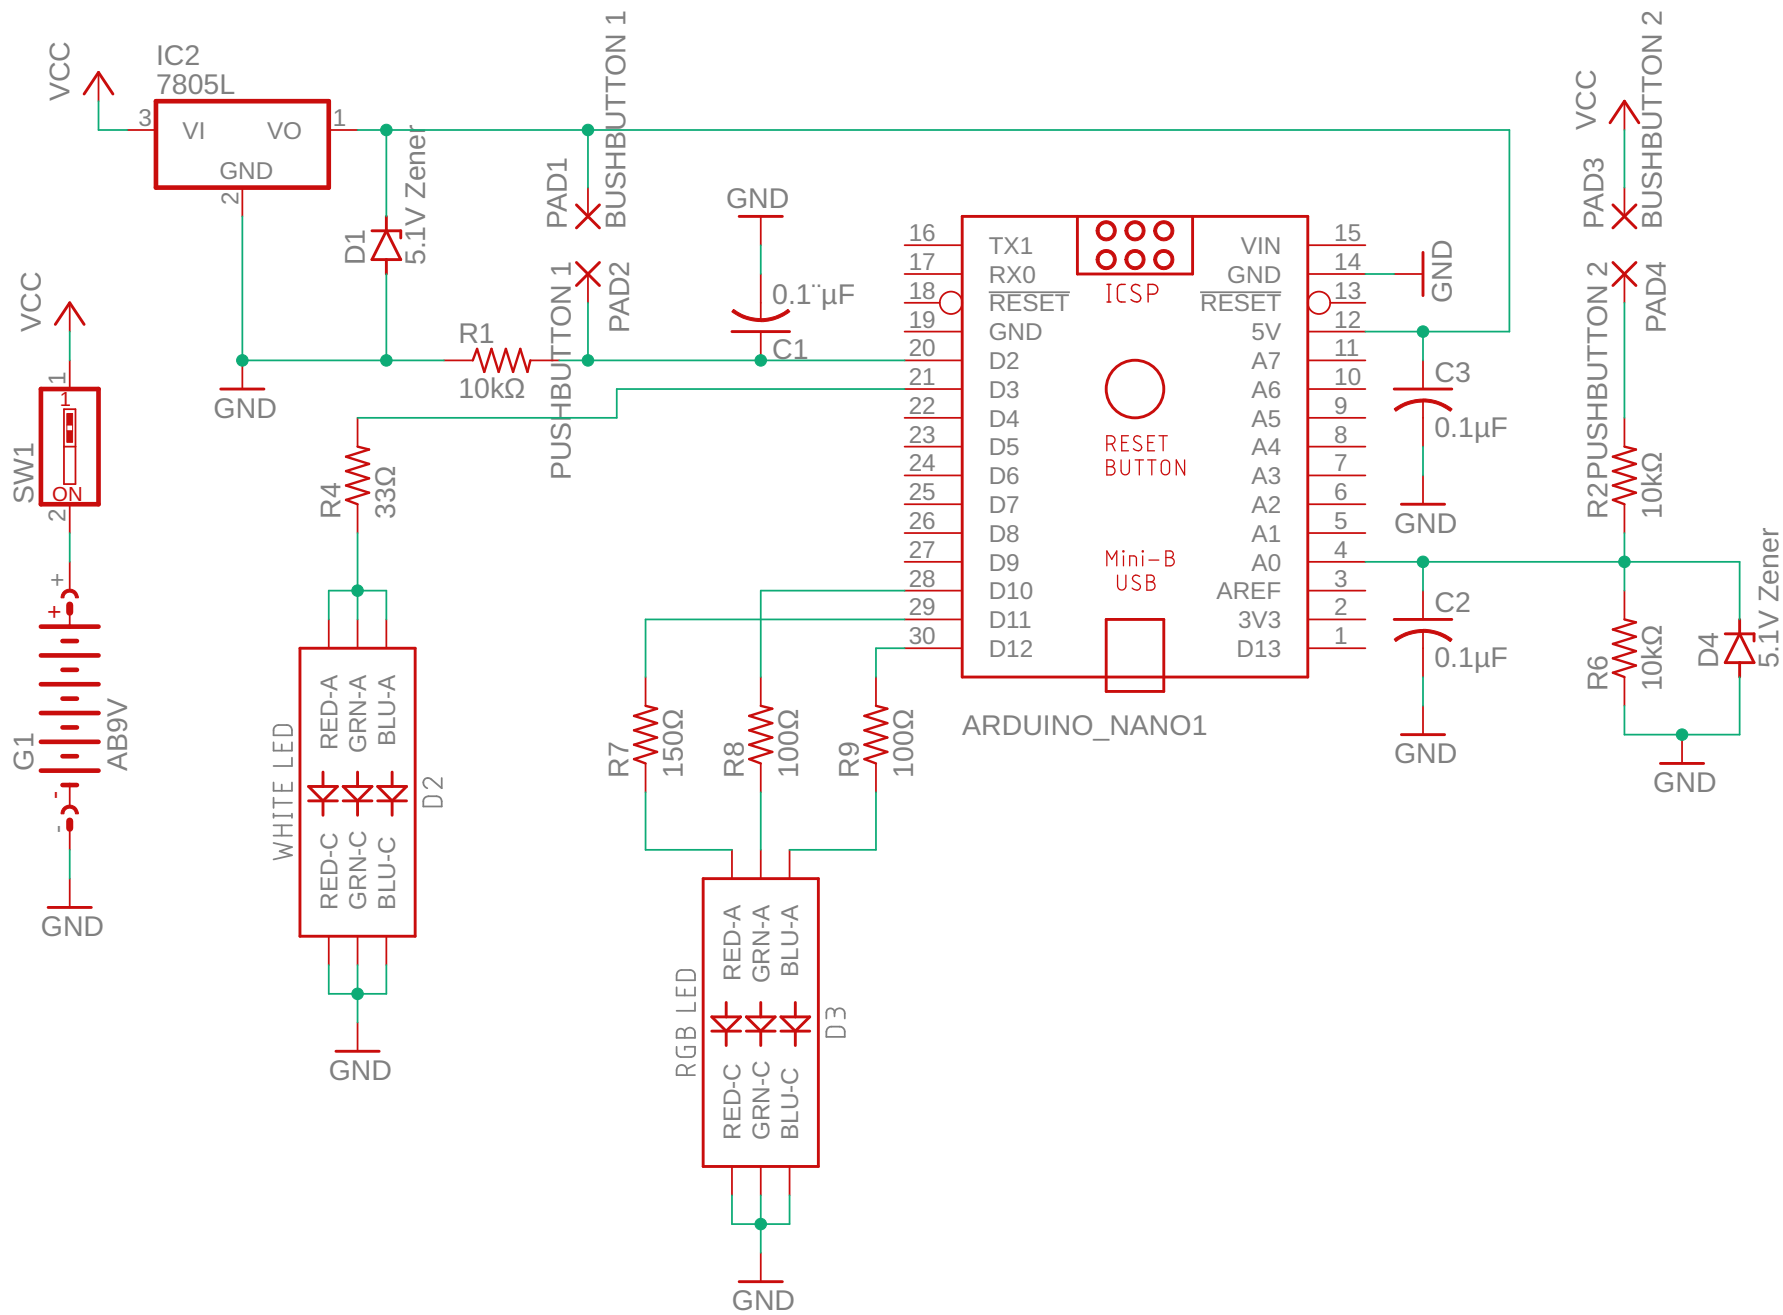 VCC
IC2
7805L
3
VI
VO
1
GND
2
D1
5.1V Zener
PAD1
BUSHBUTTON 1
PUSHBUTTON 1
PAD2
R1
10kΩ
GND
GND
0.1¨µF
C1
VCC
1
1
ON
SW1
2
+
+
-
-
G1
AB9V
GND
R4
33Ω
WHITE LED
RED-A
GRN-A
BLU-A
RED-C
GRN-C
BLU-C
D2
GND
R7
150Ω
R8
100Ω
R9
100Ω
RGB LED
RED-A
GRN-A
BLU-A
RED-C
GRN-C
BLU-C
D3
GND
16 TX1
17 RX0
18 RESET
19 GND
20 D2
21 D3
22 D4
23 D5
24 D6
25 D7
26 D8
27 D9
28 D10
29 D11
30 D12
ICSP
RESET
BUTTON
Mini-B
USB
VIN 15
GND 14
RESET 13
5V 12
A7 11
A6 10
A5 9
A4 8
A3 7
A2 6
A1 5
A0 4
AREF 3
3V3 2
D13 1
ARDUINO_NANO1
GND
C3
0.1µF
GND
C2
0.1µF
GND
VCC
PAD3
BUSHBUTTON 2
PUSHBUTTON 2
PAD4
R2
10kΩ
R6
10kΩ
D4
5.1V Zener
GND